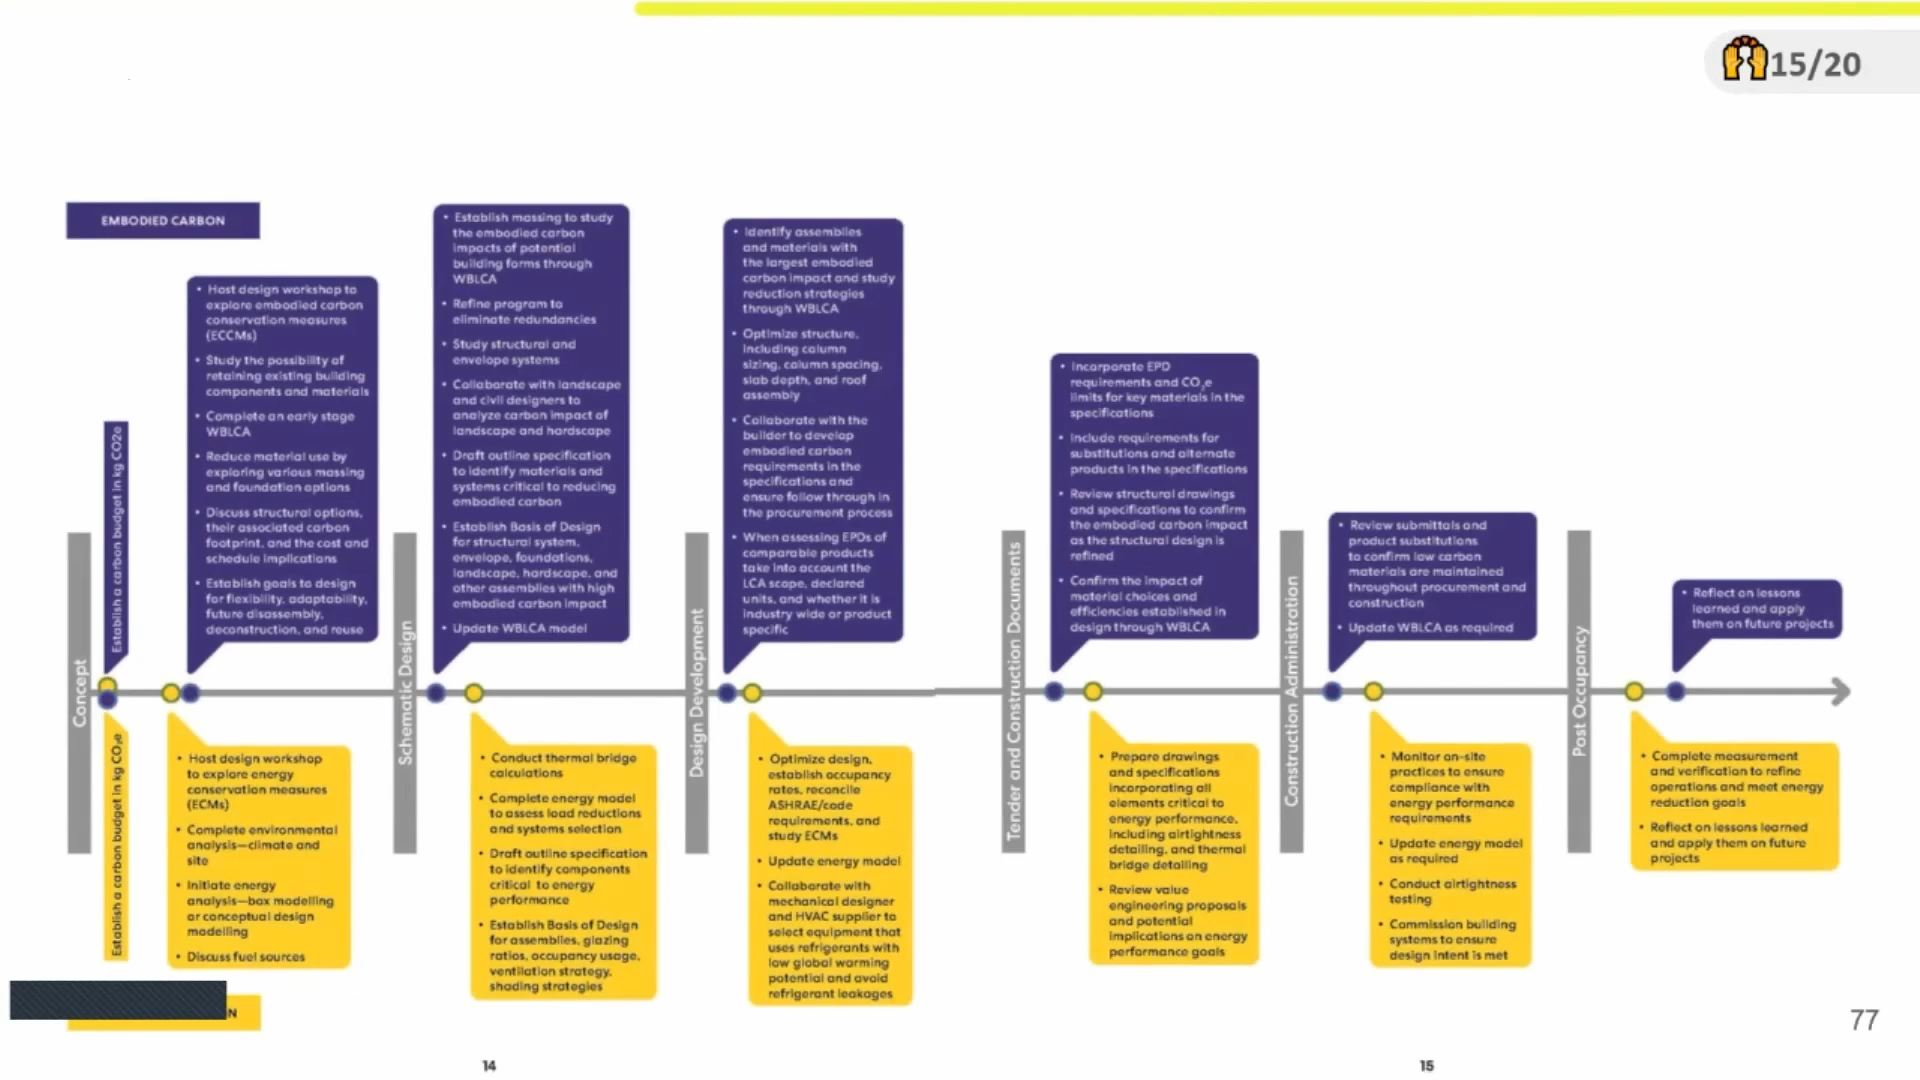 15/20
EMBODIED CARBON
Concept
Establish a carbon budget in kg CO2e
• Host design workshop to
explore embodied carbon
conservation measures
(ECCMs)
• Study the possibility of
retaining existing building
components and materials
• Complete an early stage
WBLCA
• Reduce material use by
exploring various massing
and foundation options
• Discuss structural options,
their associated carbon
footprint, and the cost and
schedule implications
• Establish goals to design
for flexibility, adaptability,
future disassembly,
deconstruction, and reuse
Schematic Design
• Establish massing to study
the embodied carbon
impacts of potential
building forms through
WBLCA
• Refine program to
eliminate redundancies
• Study structural and
envelope systems
• Collaborate with landscape
and civil designers to
analyze carbon impact of
landscape and hardscape
• Draft outline specification
to identify materials and
systems critical to reducing
embodied carbon
• Establish Basis of Design
for structural system,
envelope, foundations,
landscape, hardscape, and
other assemblies with high
embodied carbon impact
• Update WBLCA model
Design Development
• Identify assemblies
and materials with
the largest embodied
carbon impact and study
reduction strategies
through WBLCA
• Optimize structure,
including column
sizing, column spacing,
slab depth, and roof
assembly
• Collaborate with the
builder to develop
embodied carbon
requirements in the
specifications and
ensure follow through in
the procurement process
• When assessing EPDs of
comparable products
take into account the
LCA scope, declared
units, and whether it is
industry wide or product
specific
Tender and Construction Documents
• Incorporate EPD
requirements and CO₂e
limits for key materials in the
specifications
• Include requirements for
substitutions and alternate
products in the specifications
• Review structural drawings
and specifications to confirm
the embodied carbon impact
as the structural design is
refined
• Confirm the impact of
material choices and
efficiencies established in
design through WBLCA
Construction Administration
• Review submittals and
product substitutions
to confirm low carbon
materials are maintained
throughout procurement and
construction
• Update WBLCA as required
Post Occupancy
• Reflect on lessons
learned and apply
them on future projects
Establish a carbon budget in kg CO₂e
• Host design workshop
to explore energy
conservation measures
(ECMs)
• Complete environmental
analysis—climate and
site
• Initiate energy
analysis—box modelling
or conceptual design
modelling
• Discuss fuel sources
• Conduct thermal bridge
calculations
• Complete energy model
to assess load reductions
and systems selection
• Draft outline specification
to identify components
critical to energy
performance
• Establish Basis of Design
for assemblies, glazing
ratios, occupancy usage,
ventilation strategy,
shading strategies
• Optimize design,
establish occupancy
rates, reconcile
ASHRAE/code
requirements, and
study ECMs
• Update energy model
• Collaborate with
mechanical designer
and HVAC supplier to
select equipment that
uses refrigerants with
low global warming
potential and avoid
refrigerant leakages
• Prepare drawings
and specifications
incorporating all
elements critical to
energy performance,
including airtightness
detailing, and thermal
bridge detailing
• Review value
engineering proposals
and potential
implications on energy
performance goals
• Monitor on-site
practices to ensure
compliance with
energy performance
requirements
• Update energy model
as required
• Conduct airtightness
testing
• Commission building
systems to ensure
design intent is met
• Complete measurement
and verification to refine
operations and meet energy
reduction goals
• Reflect on lessons learned
and apply them on future
projects
N
77
14
15